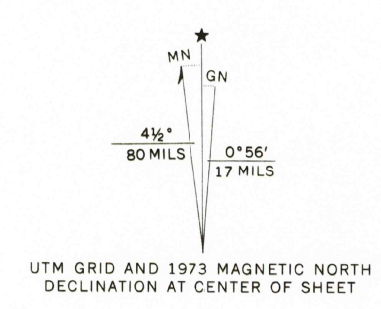 ★
MN
GN
4½°
80 MILS
0°56′
17 MILS
UTM GRID AND 1973 MAGNETIC NORTH
DECLINATION AT CENTER OF SHEET